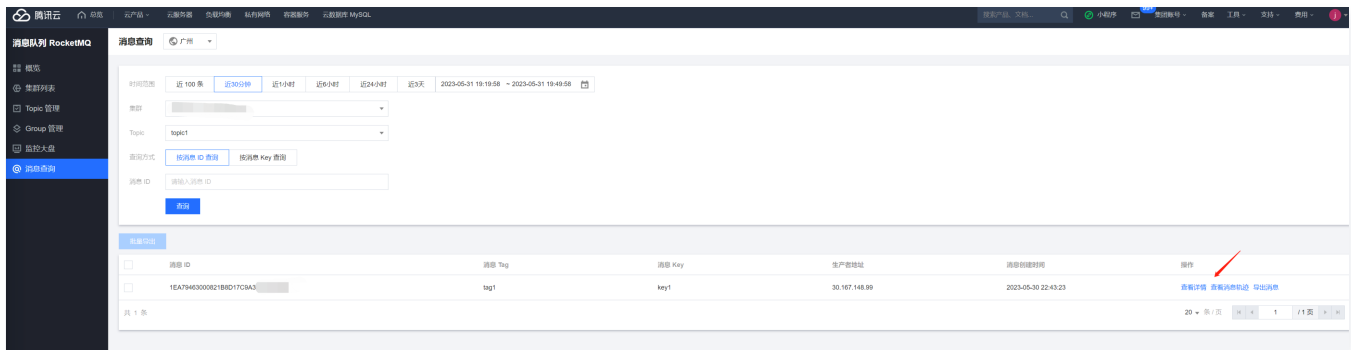 腾讯云 总览 云产品 云服务器 负载均衡 私有网络 容器服务 云数据库 MySQL 搜索产品、文档... 小程序 99+ 集团账号 备案 工具 支持 费用 j
消息队列 RocketMQ
概览
集群列表
Topic 管理
Group 管理
监控大盘
消息查询
消息查询 广州
时间范围 近 100 条 近30分钟 近1小时 近6小时 近24小时 近3天 2023-05-31 19:19:58 ~ 2023-05-31 19:49:58
集群
Topic topic1
查询方式 按消息 ID 查询 按消息 Key 查询
消息 ID 请输入消息 ID
查询
批量导出
消息 ID 消息 Tag 消息 Key 生产者地址 消息创建时间 操作
1EA79463000821B8D17C9A3 tag1 key1 30.167.148.99 2023-05-30 22:43:23 查看详情 查看消息轨迹 导出消息
共 1 条 20 条 / 页 1 / 1 页